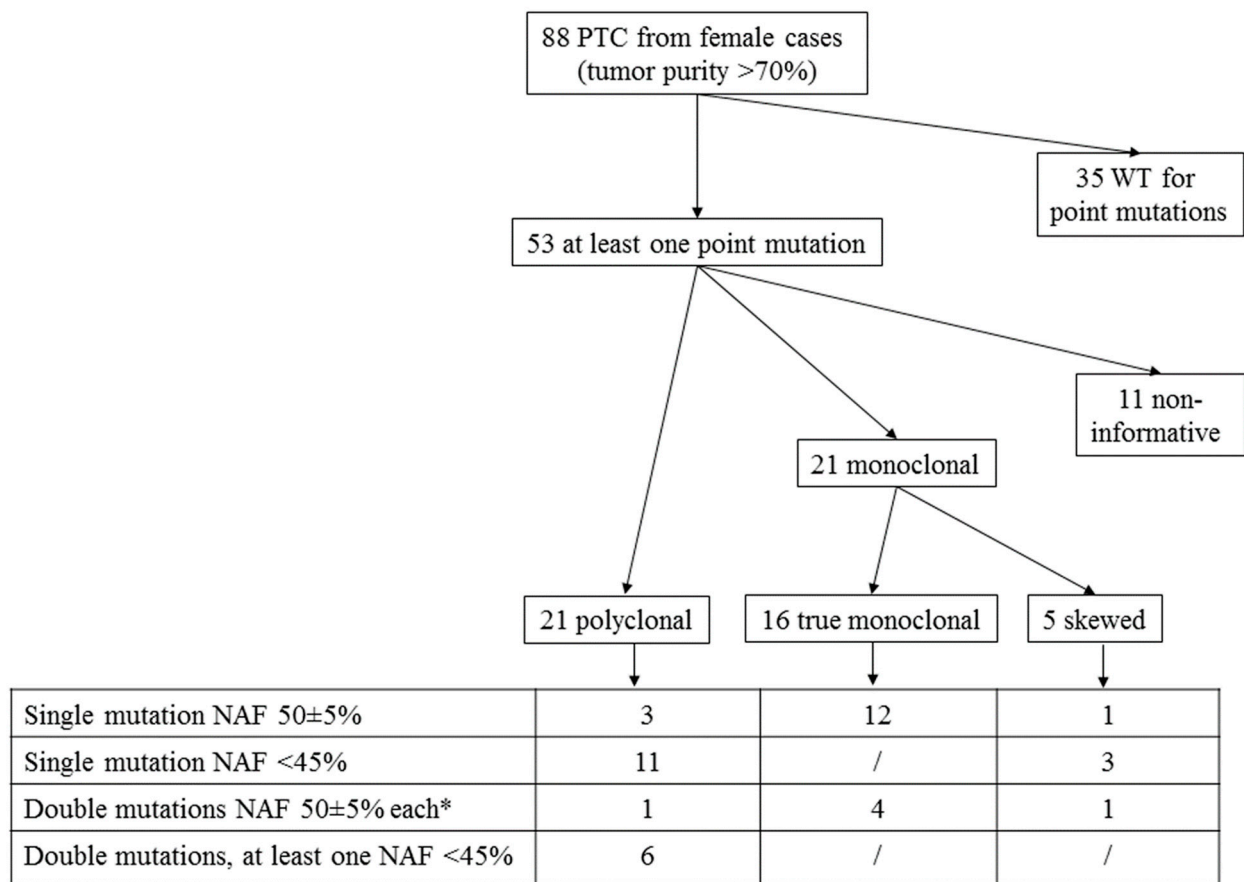 88 PTC from female cases
(tumor purity >70%)
35 WT for
point mutations
53 at least one point mutation
11 non-
informative
21 monoclonal
21 polyclonal
16 true monoclonal
5 skewed
Single mutation NAF 50±5% 3 12 1
Single mutation NAF <45% 11 / 3
Double mutations NAF 50±5% each* 1 4 1
Double mutations, at least one NAF <45% 6 / /